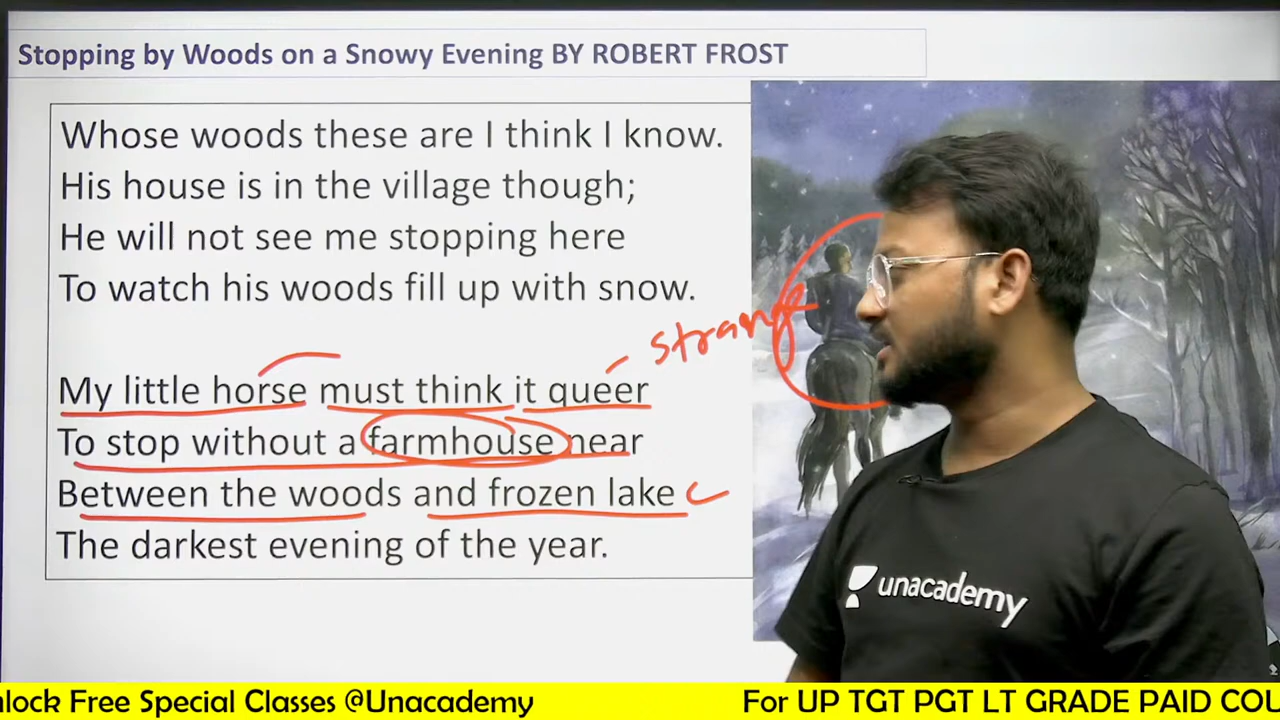 Stopping by Woods on a Snowy Evening BY ROBERT FROST
Whose woods these are I think I know.
His house is in the village though;
He will not see me stopping here
To watch his woods fill up with snow.
My little horse must think it queer
To stop without a farmhouse near
Between the woods and frozen lake
The darkest evening of the year.
strange
unacademy
nlock Free Special Classes @Unacademy
For UP TGT PGT LT GRADE PAID COU